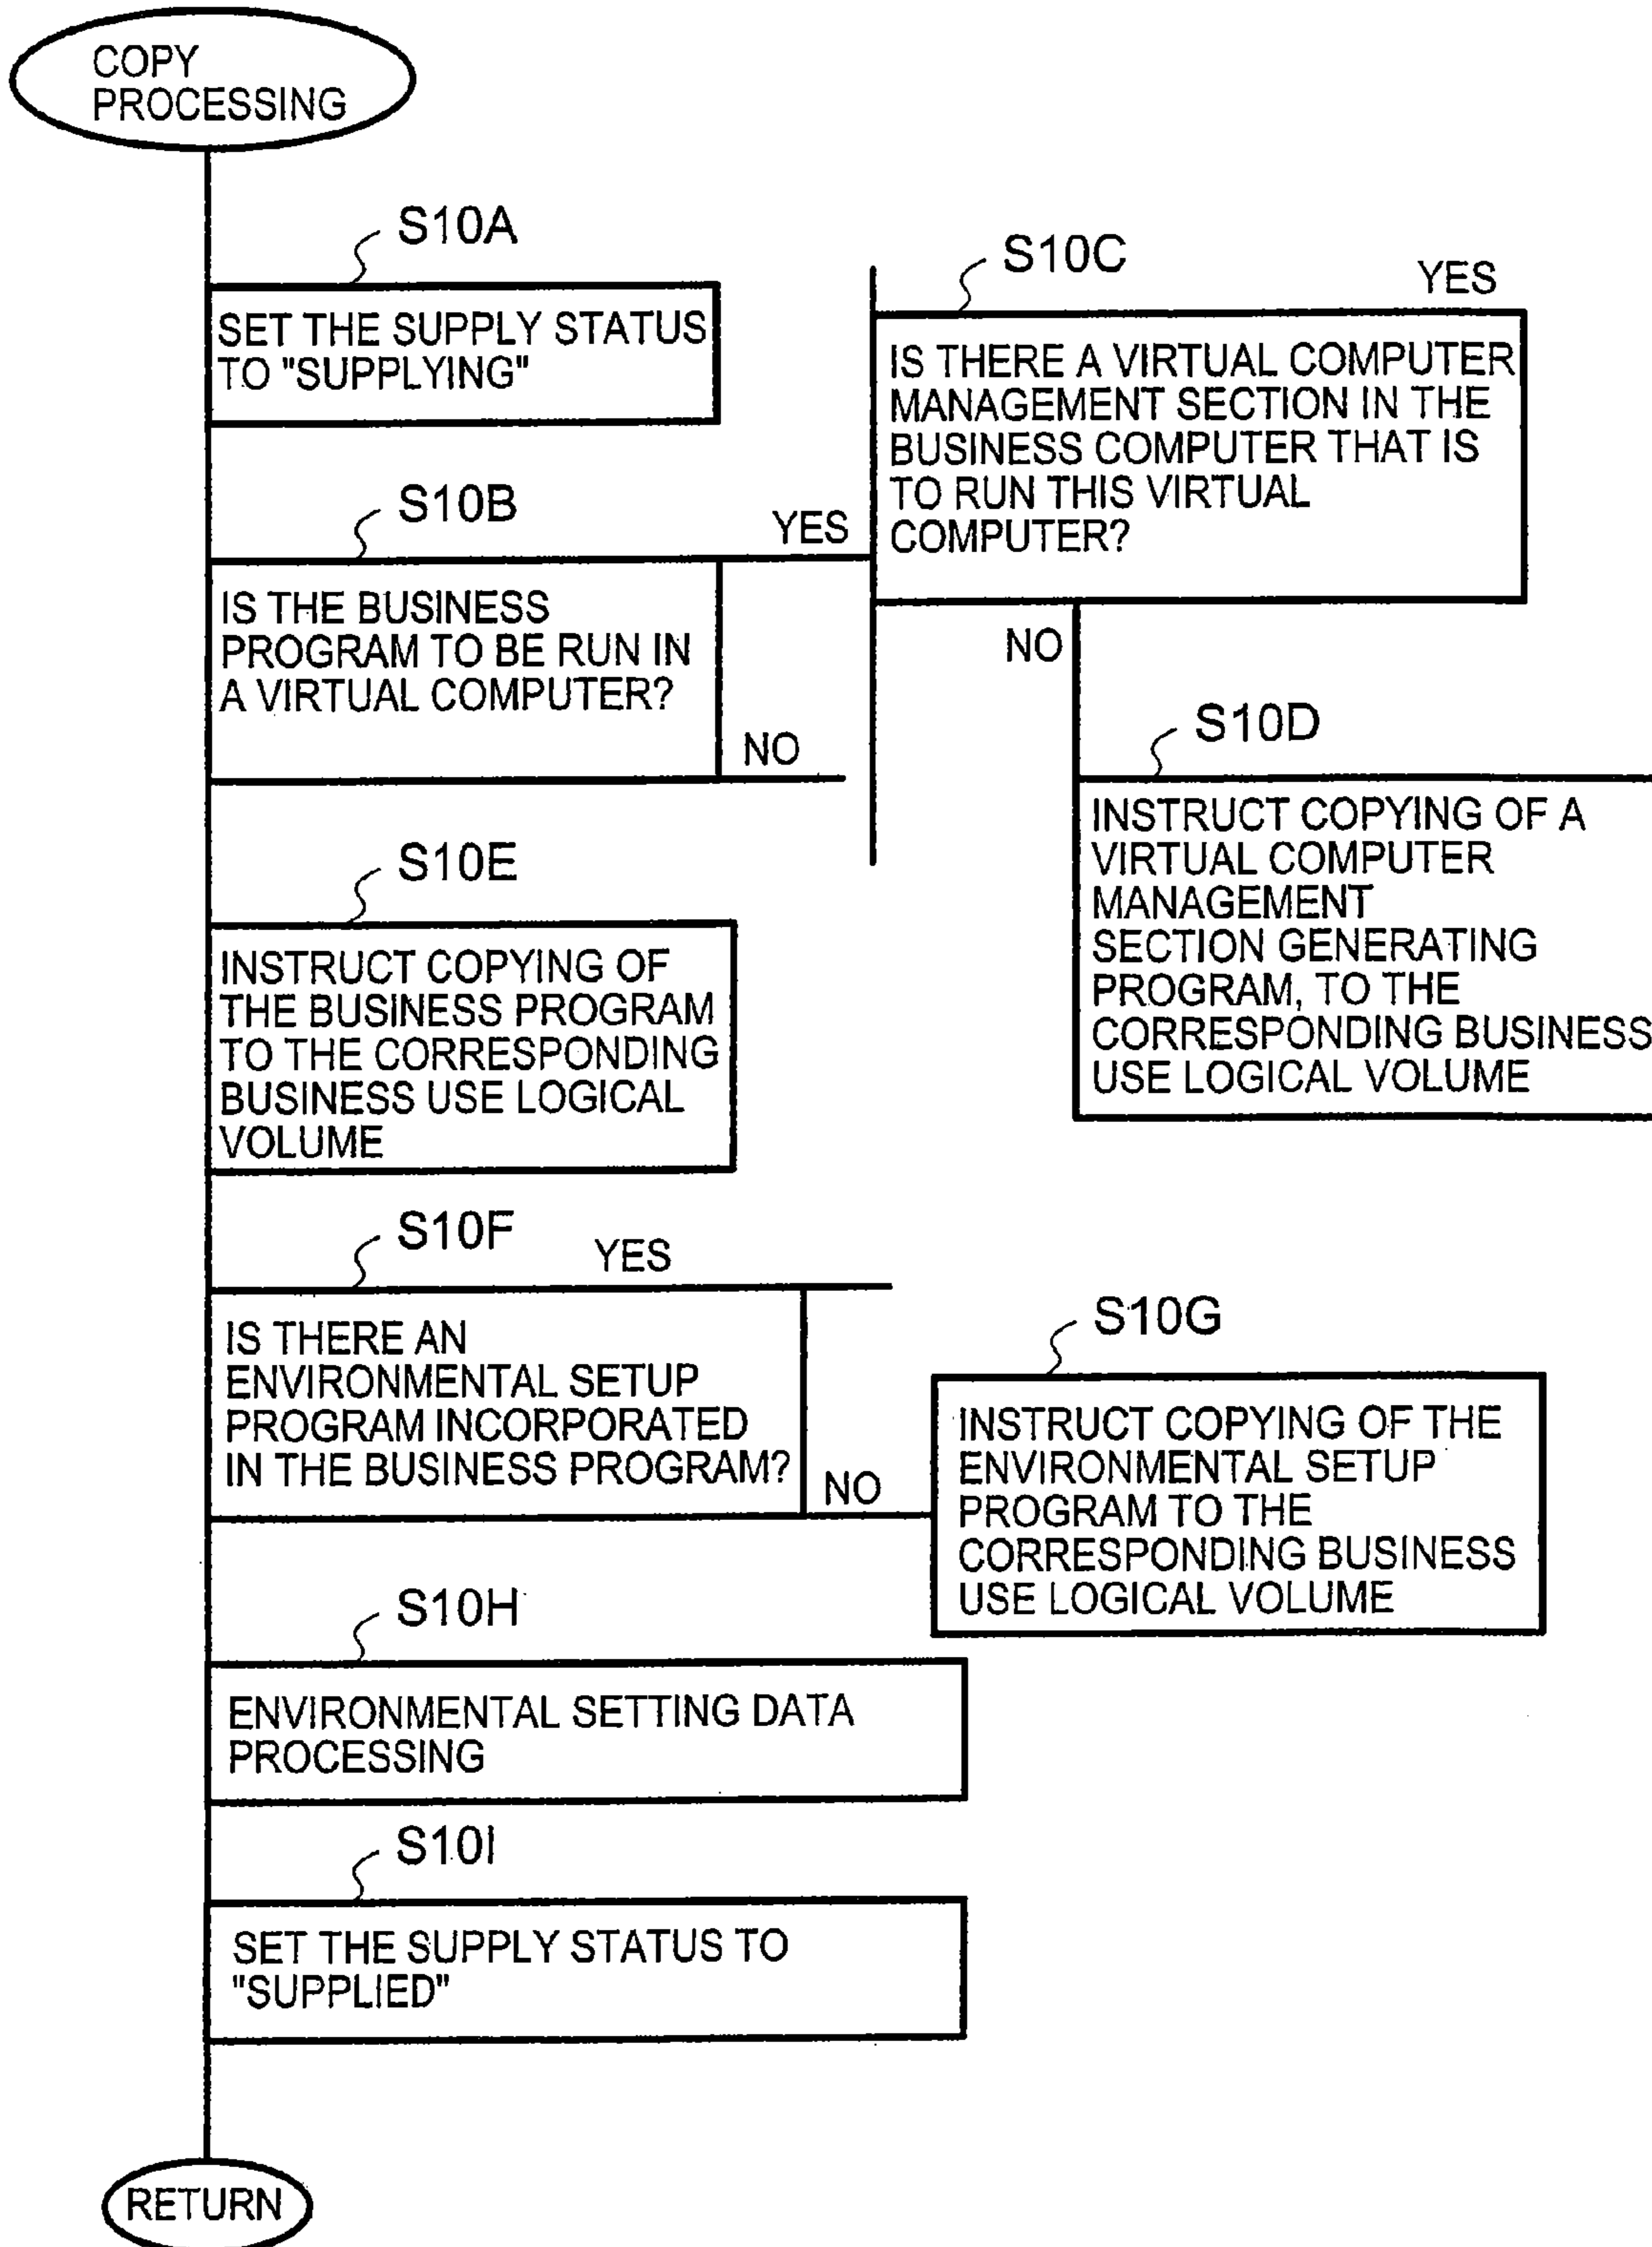 COPY
PROCESSING
S10A
SET THE SUPPLY STATUS
TO "SUPPLYING"
S10B
YES
IS THE BUSINESS
PROGRAM TO BE RUN IN
A VIRTUAL COMPUTER?
NO
S10C
YES
IS THERE A VIRTUAL COMPUTER
MANAGEMENT SECTION IN THE
BUSINESS COMPUTER THAT IS
TO RUN THIS VIRTUAL
COMPUTER?
NO
S10D
INSTRUCT COPYING OF A
VIRTUAL COMPUTER
MANAGEMENT
SECTION GENERATING
PROGRAM, TO THE
CORRESPONDING BUSINESS
USE LOGICAL VOLUME
S10E
INSTRUCT COPYING OF
THE BUSINESS PROGRAM
TO THE CORRESPONDING
BUSINESS USE LOGICAL
VOLUME
S10F
YES
IS THERE AN
ENVIRONMENTAL SETUP
PROGRAM INCORPORATED
IN THE BUSINESS PROGRAM?
NO
S10G
INSTRUCT COPYING OF THE
ENVIRONMENTAL SETUP
PROGRAM TO THE
CORRESPONDING BUSINESS
USE LOGICAL VOLUME
S10H
ENVIRONMENTAL SETTING DATA
PROCESSING
S10I
SET THE SUPPLY STATUS TO
"SUPPLIED"
RETURN